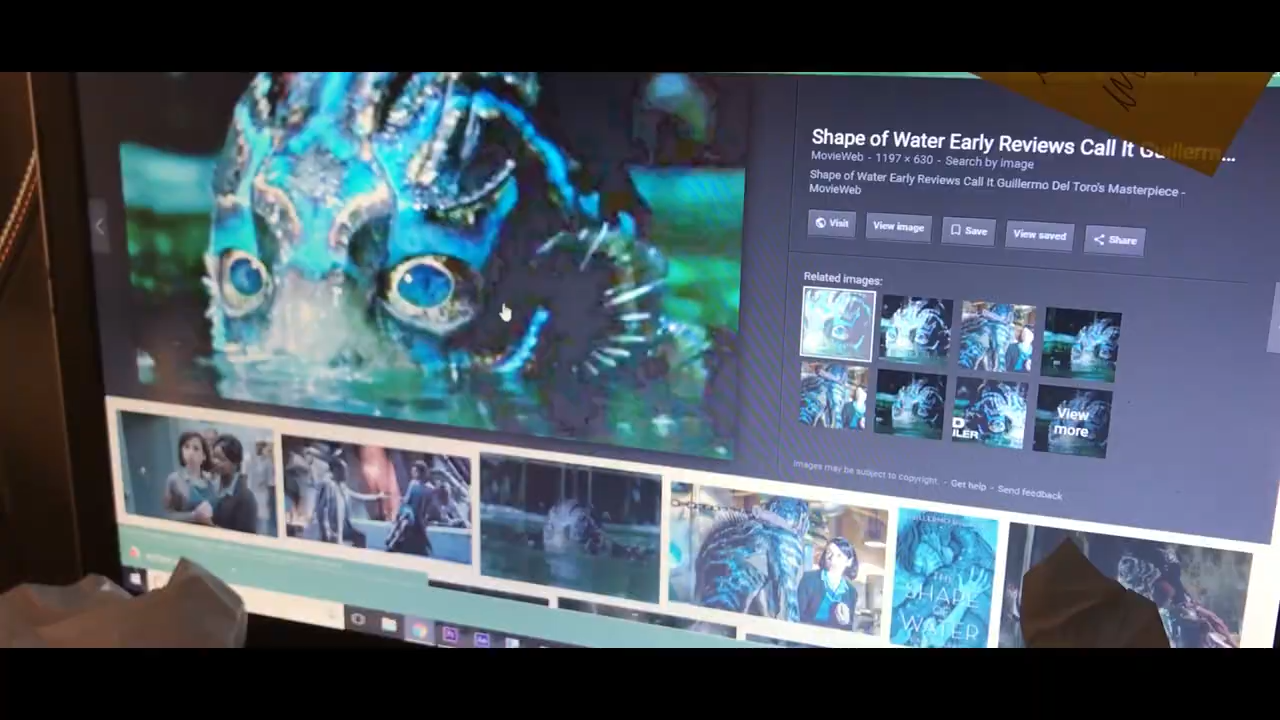 Shape of Water Early Reviews Call It Guillermo...
MovieWeb - 1197 × 630 - Search by image
Shape of Water Early Reviews Call It Guillermo Del Toro's Masterpiece -
MovieWeb
Visit
View image
Save
View saved
Share
Related images:
View
more
Images may be subject to copyright. - Get help - Send feedback
THE
SHAPE
OF
WATER